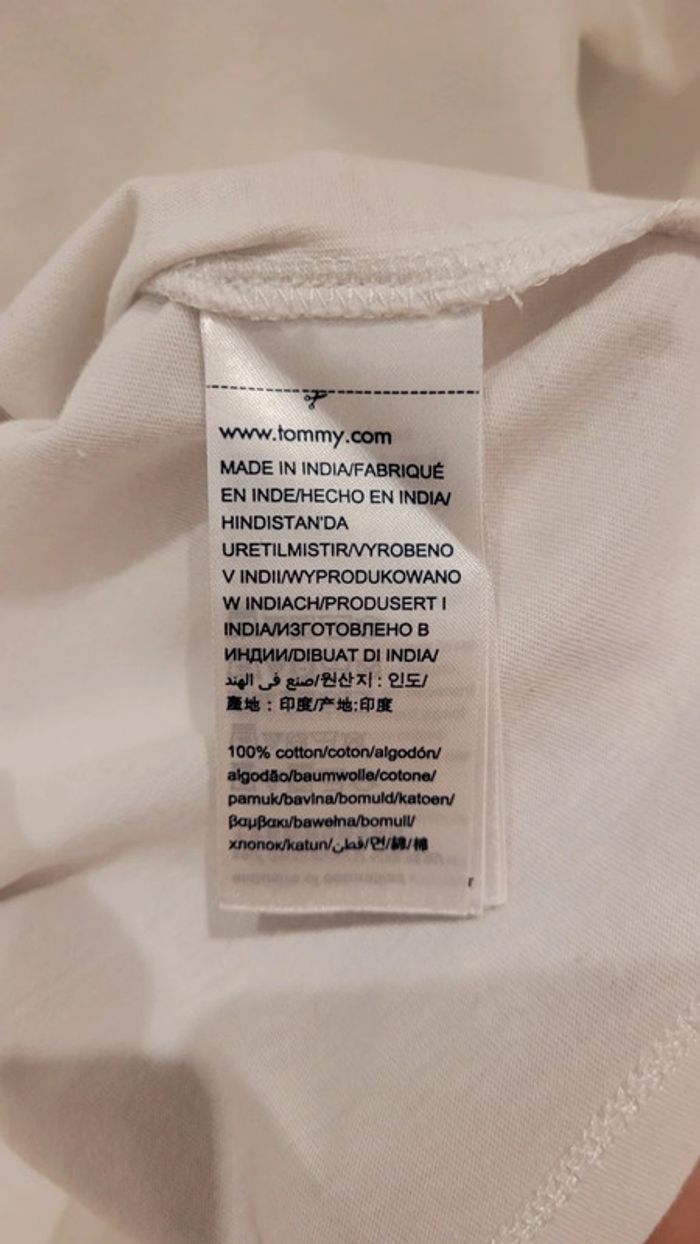 www.tommy.com
MADE IN INDIA/FABRIQUÉ
EN INDE/HECHO EN INDIA/
HINDISTAN'DA
URETILMISTIR/VYROBENO
V INDII/WYPRODUKOWANO
W INDIACH/PRODUSERT I
INDIA/ИЗГОТОВЛЕНО В
ИНДИИ/DIBUAT DI INDIA/
صنع في الهند/원산지 : 인도/
產地 : 印度/产地:印度
100% cotton/coton/algodón/
algodão/baumwolle/cotone/
pamuk/bavlna/bomuld/katoen/
βαμβακι/bawełna/bomull/
хлопок/katun/قطن/면/綿/棉